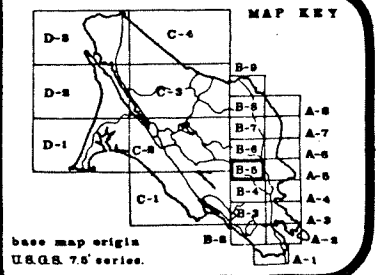 MAP KEY
D-3
C-4
B-9
D-2
C-3
B-8
A-8
B-7
A-7
B-6
A-6
D-1
C-2
B-5
A-5
B-4
A-4
C-1
B-3
A-3
B-2
A-2
A-1
base map origin
U.S.G.S. 7.5' series.